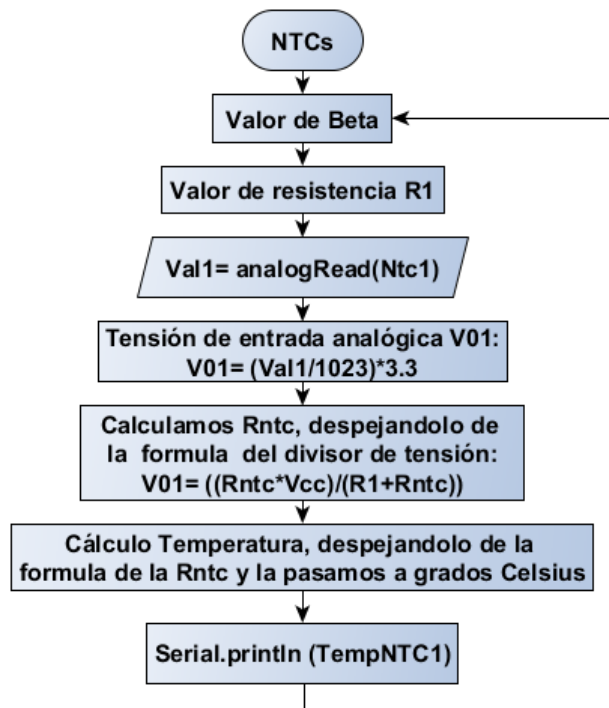 NTCs
Valor de Beta
Valor de resistencia R1
Val1= analogRead(Ntc1)
Tensión de entrada analógica V01:
V01= (Val1/1023)*3.3
Calculamos Rntc, despejandolo de
la formula del divisor de tensión:
V01= ((Rntc*Vcc)/(R1+Rntc))
Cálculo Temperatura, despejandolo de la
formula de la Rntc y la pasamos a grados Celsius
Serial.println (TempNTC1)